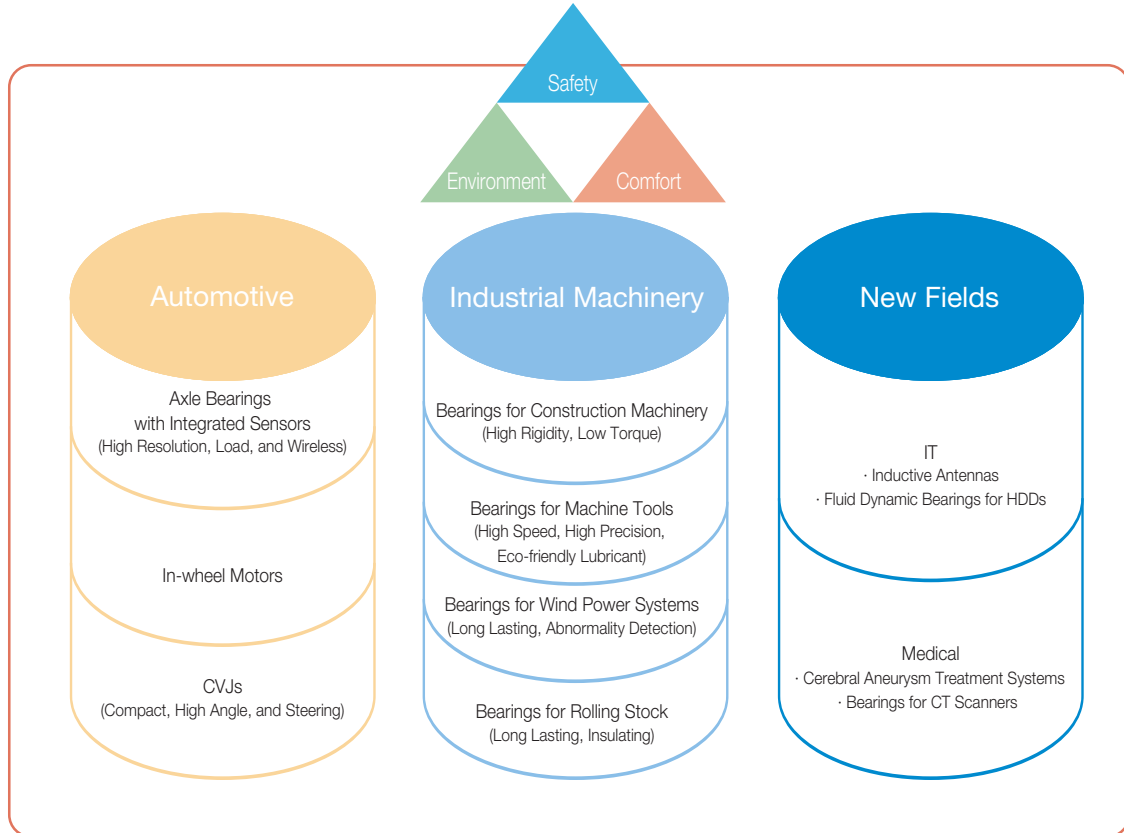 Safety
Environment
Comfort
Automotive
Axle Bearings
with Integrated Sensors
(High Resolution, Load, and Wireless)
In-wheel Motors
CVJs
(Compact, High Angle, and Steering)
Industrial Machinery
Bearings for Construction Machinery
(High Rigidity, Low Torque)
Bearings for Machine Tools
(High Speed, High Precision,
Eco-friendly Lubricant)
Bearings for Wind Power Systems
(Long Lasting, Abnormality Detection)
Bearings for Rolling Stock
(Long Lasting, Insulating)
New Fields
IT
· Inductive Antennas
· Fluid Dynamic Bearings for HDDs
Medical
· Cerebral Aneurysm Treatment Systems
· Bearings for CT Scanners